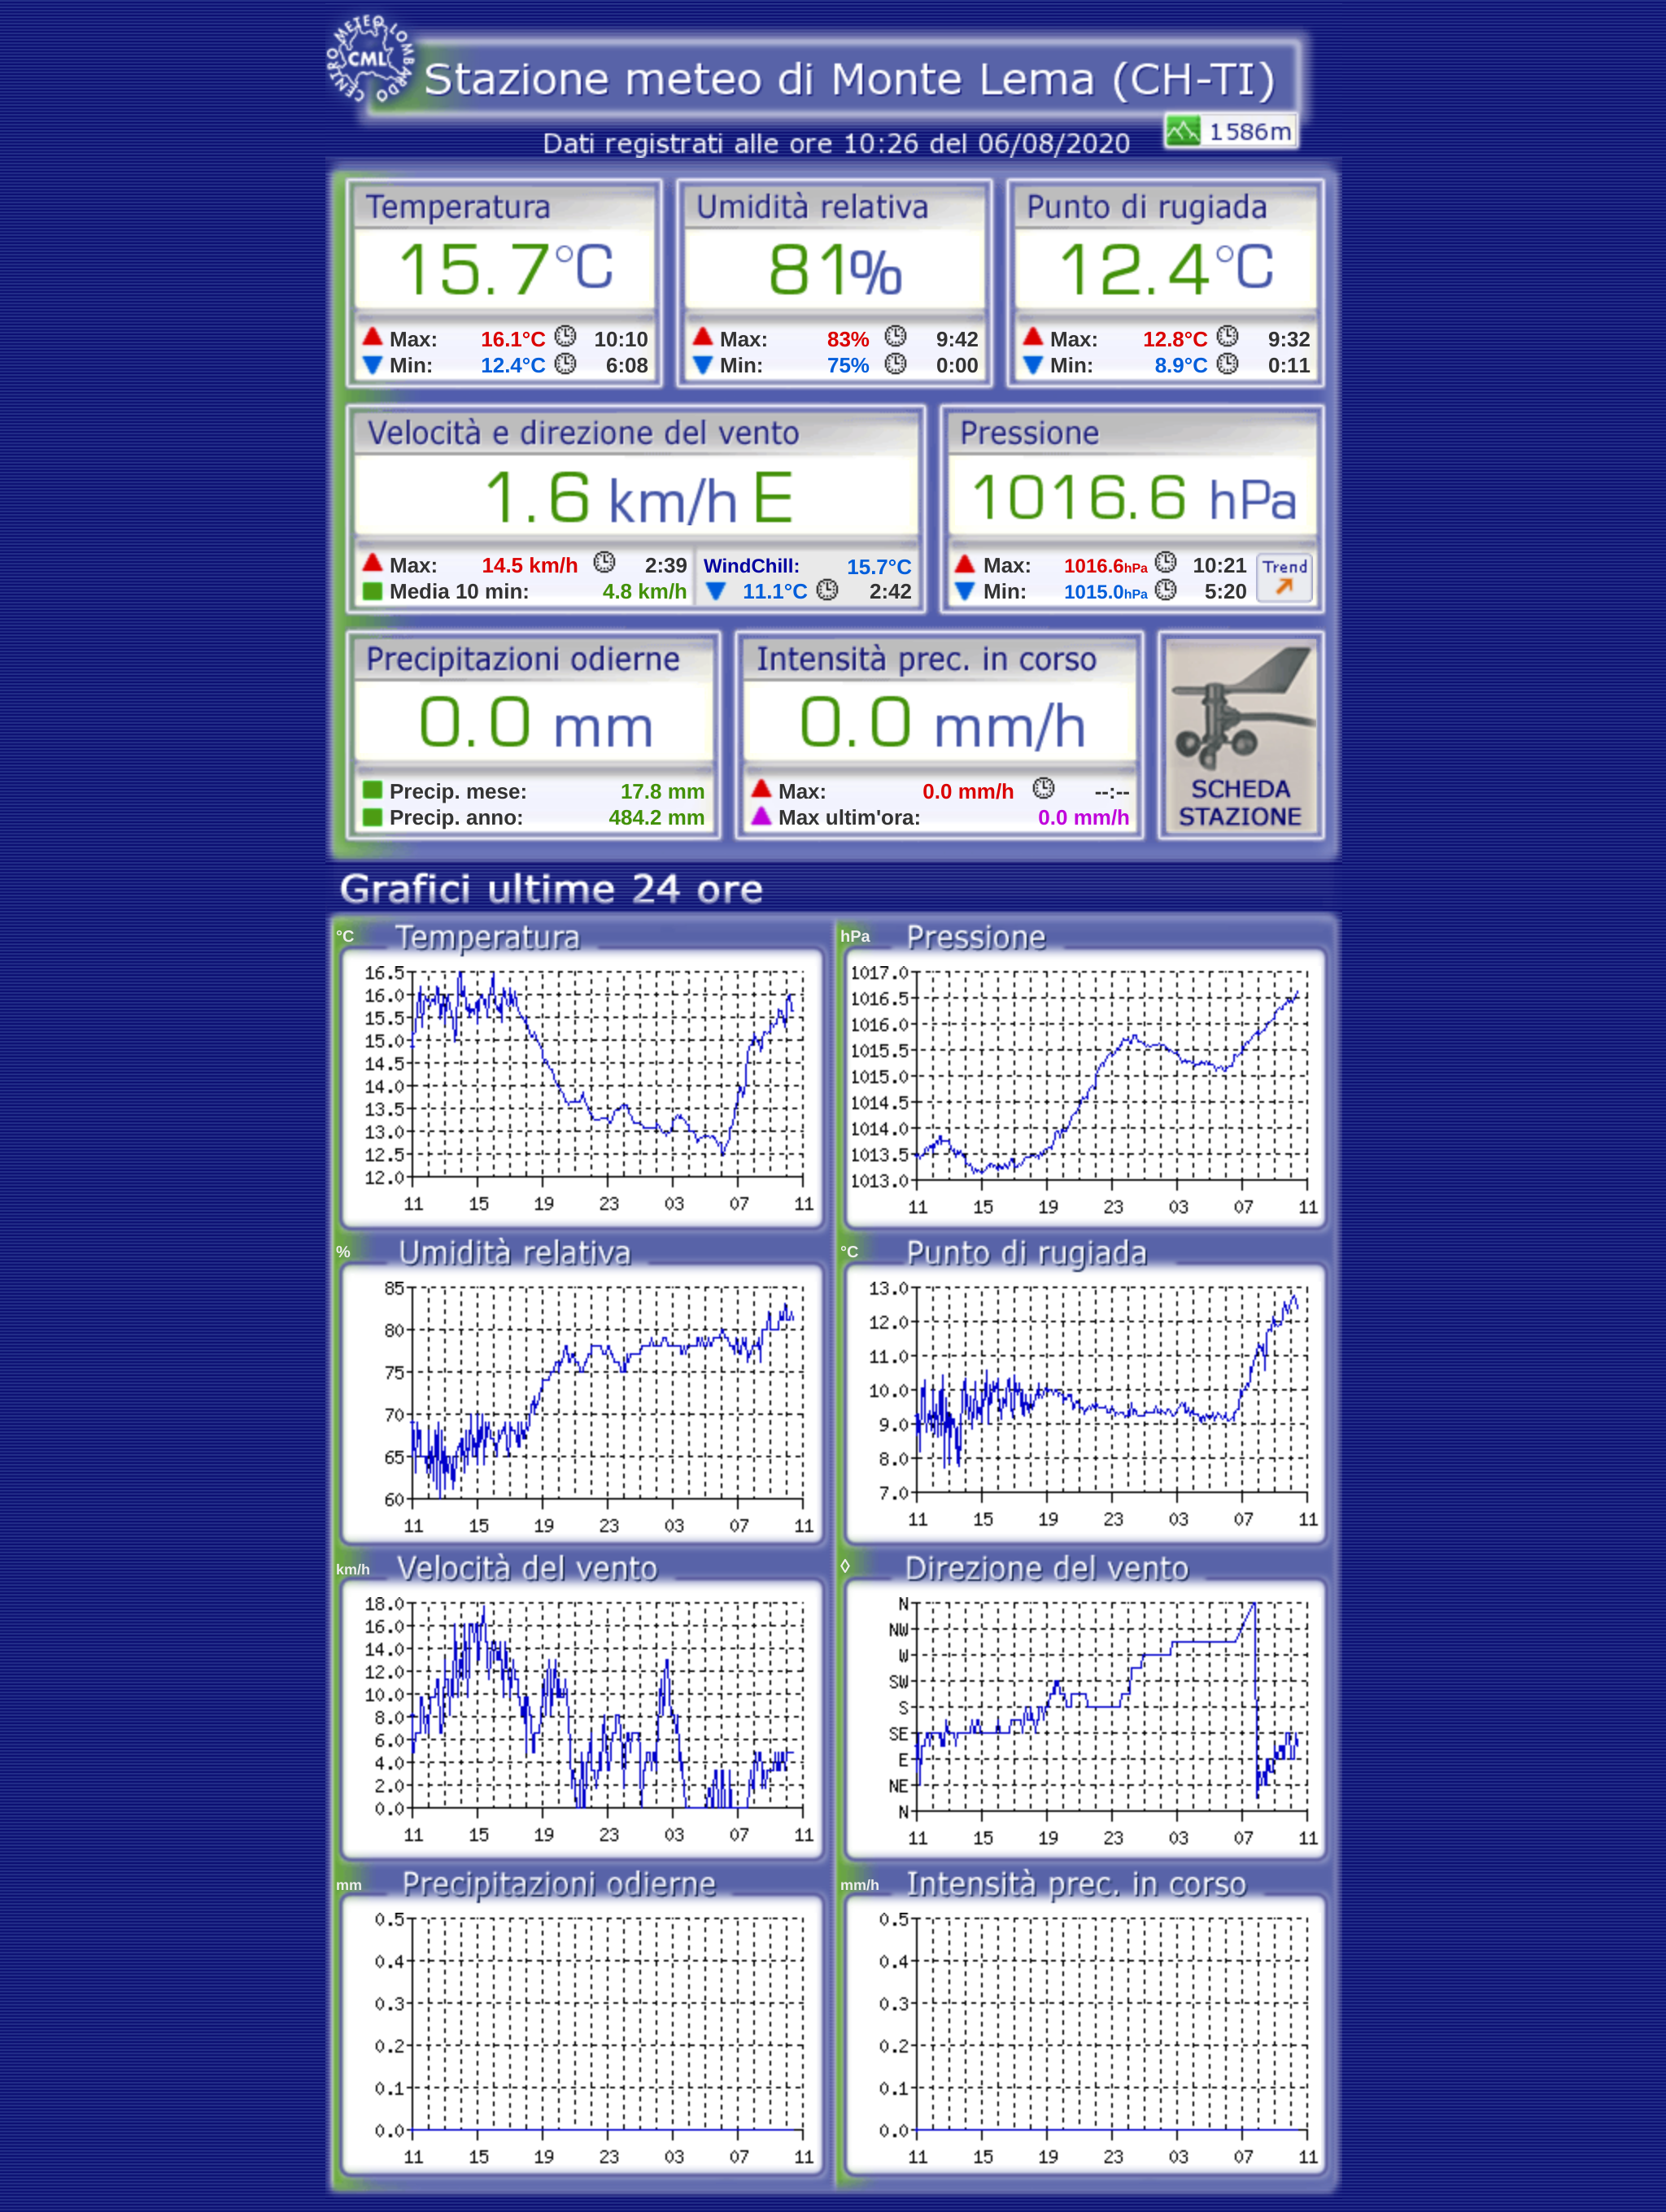 CENTRO METEO LOMBARDO
CML
Stazione meteo di Monte Lema (CH-TI)
Dati registrati alle ore 10:26 del 06/08/2020
1586m
Temperatura
15.7°C
Max: 16.1°C 10:10
Min: 12.4°C 6:08
Umidità relativa
81%
Max: 83% 9:42
Min: 75% 0:00
Punto di rugiada
12.4°C
Max: 12.8°C 9:32
Min: 8.9°C 0:11
Velocità e direzione del vento
1.6 km/h E
Max: 14.5 km/h 2:39
Media 10 min: 4.8 km/h
WindChill: 15.7°C
11.1°C 2:42
Pressione
1016.6 hPa
Max: 1016.6hPa 10:21
Min: 1015.0hPa 5:20
Trend
Precipitazioni odierne
0.0 mm
Precip. mese: 17.8 mm
Precip. anno: 484.2 mm
Intensità prec. in corso
0.0 mm/h
Max: 0.0 mm/h --:--
Max ultim'ora: 0.0 mm/h
SCHEDA
STAZIONE
Grafici ultime 24 ore
°C Temperatura
16.5
16.0
15.5
15.0
14.5
14.0
13.5
13.0
12.5
12.0
11 15 19 23 03 07 11
hPa Pressione
1017.0
1016.5
1016.0
1015.5
1015.0
1014.5
1014.0
1013.5
1013.0
11 15 19 23 03 07 11
% Umidità relativa
85
80
75
70
65
60
11 15 19 23 03 07 11
°C Punto di rugiada
13.0
12.0
11.0
10.0
9.0
8.0
7.0
11 15 19 23 03 07 11
km/h Velocità del vento
18.0
16.0
14.0
12.0
10.0
8.0
6.0
4.0
2.0
0.0
11 15 19 23 03 07 11
◊ Direzione del vento
N
NW
W
SW
S
SE
E
NE
N
11 15 19 23 03 07 11
mm Precipitazioni odierne
0.5
0.4
0.3
0.2
0.1
0.0
11 15 19 23 03 07 11
mm/h Intensità prec. in corso
0.5
0.4
0.3
0.2
0.1
0.0
11 15 19 23 03 07 11